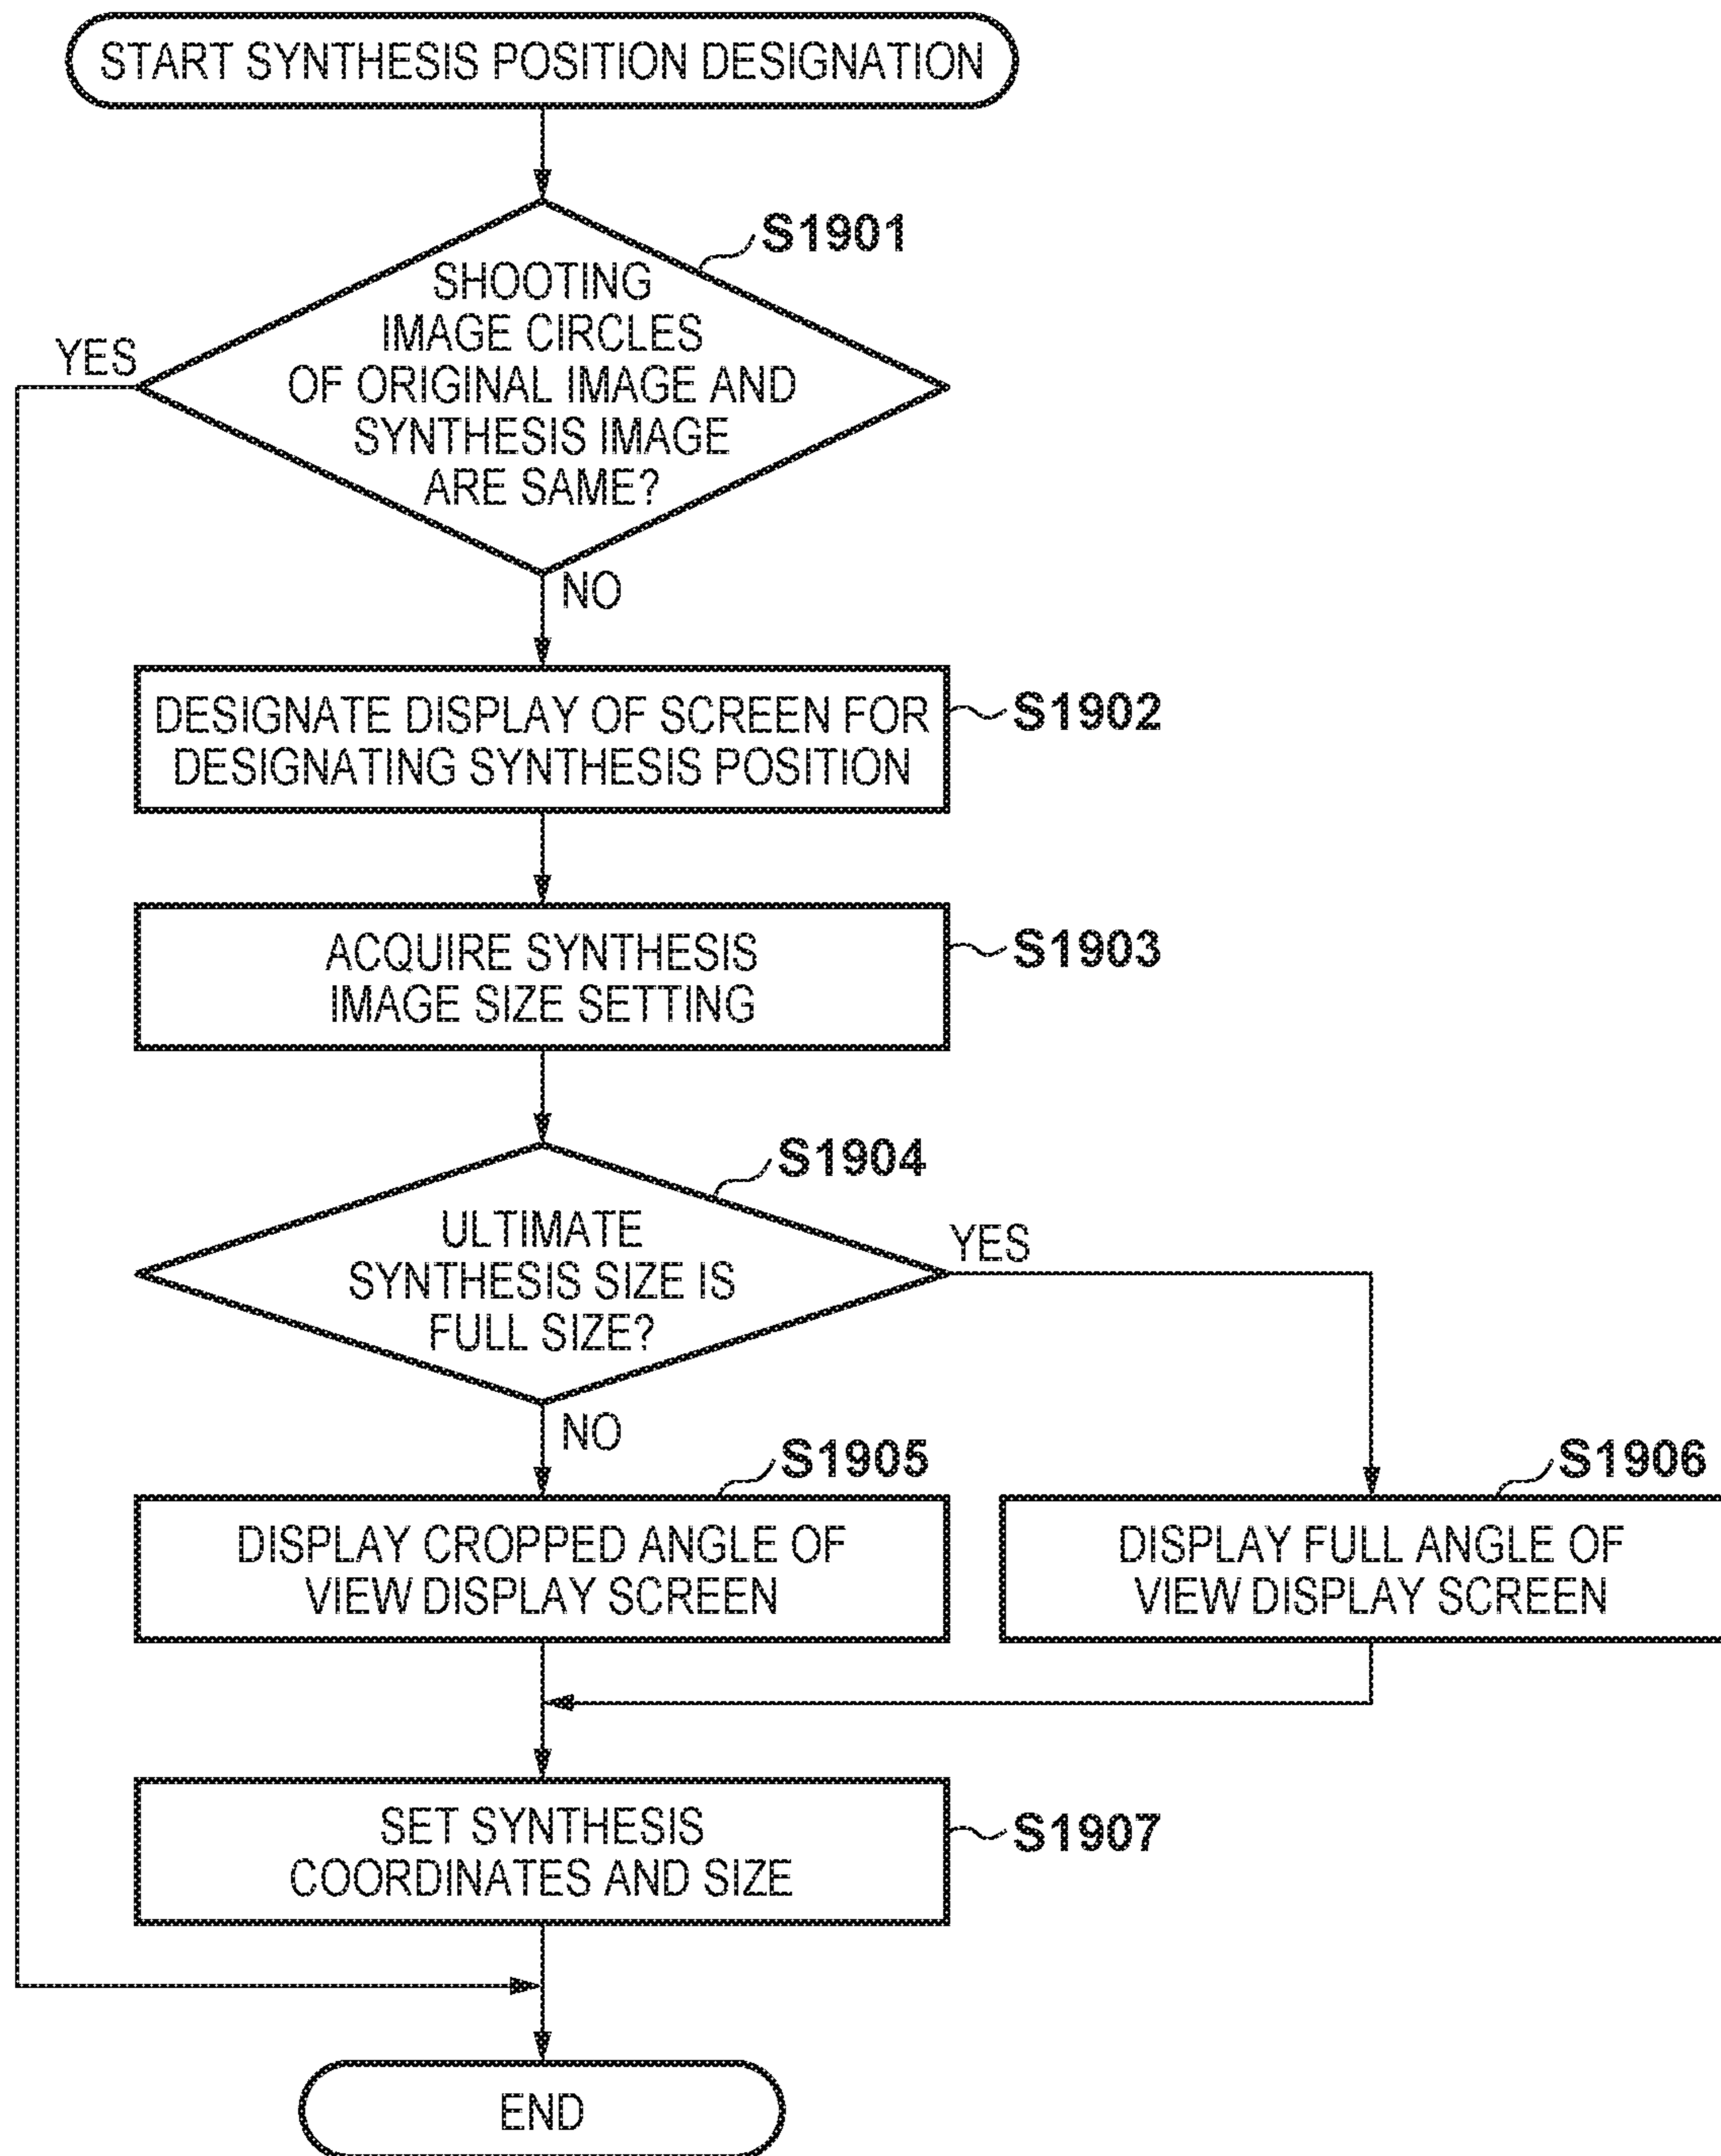 START SYNTHESIS POSITION DESIGNATION
S1901
SHOOTING
IMAGE CIRCLES
OF ORIGINAL IMAGE AND
SYNTHESIS IMAGE
ARE SAME?
YES
NO
DESIGNATE DISPLAY OF SCREEN FOR
DESIGNATING SYNTHESIS POSITION
S1902
ACQUIRE SYNTHESIS
IMAGE SIZE SETTING
S1903
S1904
ULTIMATE
SYNTHESIS SIZE IS
FULL SIZE?
YES
NO
S1905
DISPLAY CROPPED ANGLE OF
VIEW DISPLAY SCREEN
S1906
DISPLAY FULL ANGLE OF
VIEW DISPLAY SCREEN
SET SYNTHESIS
COORDINATES AND SIZE
S1907
END